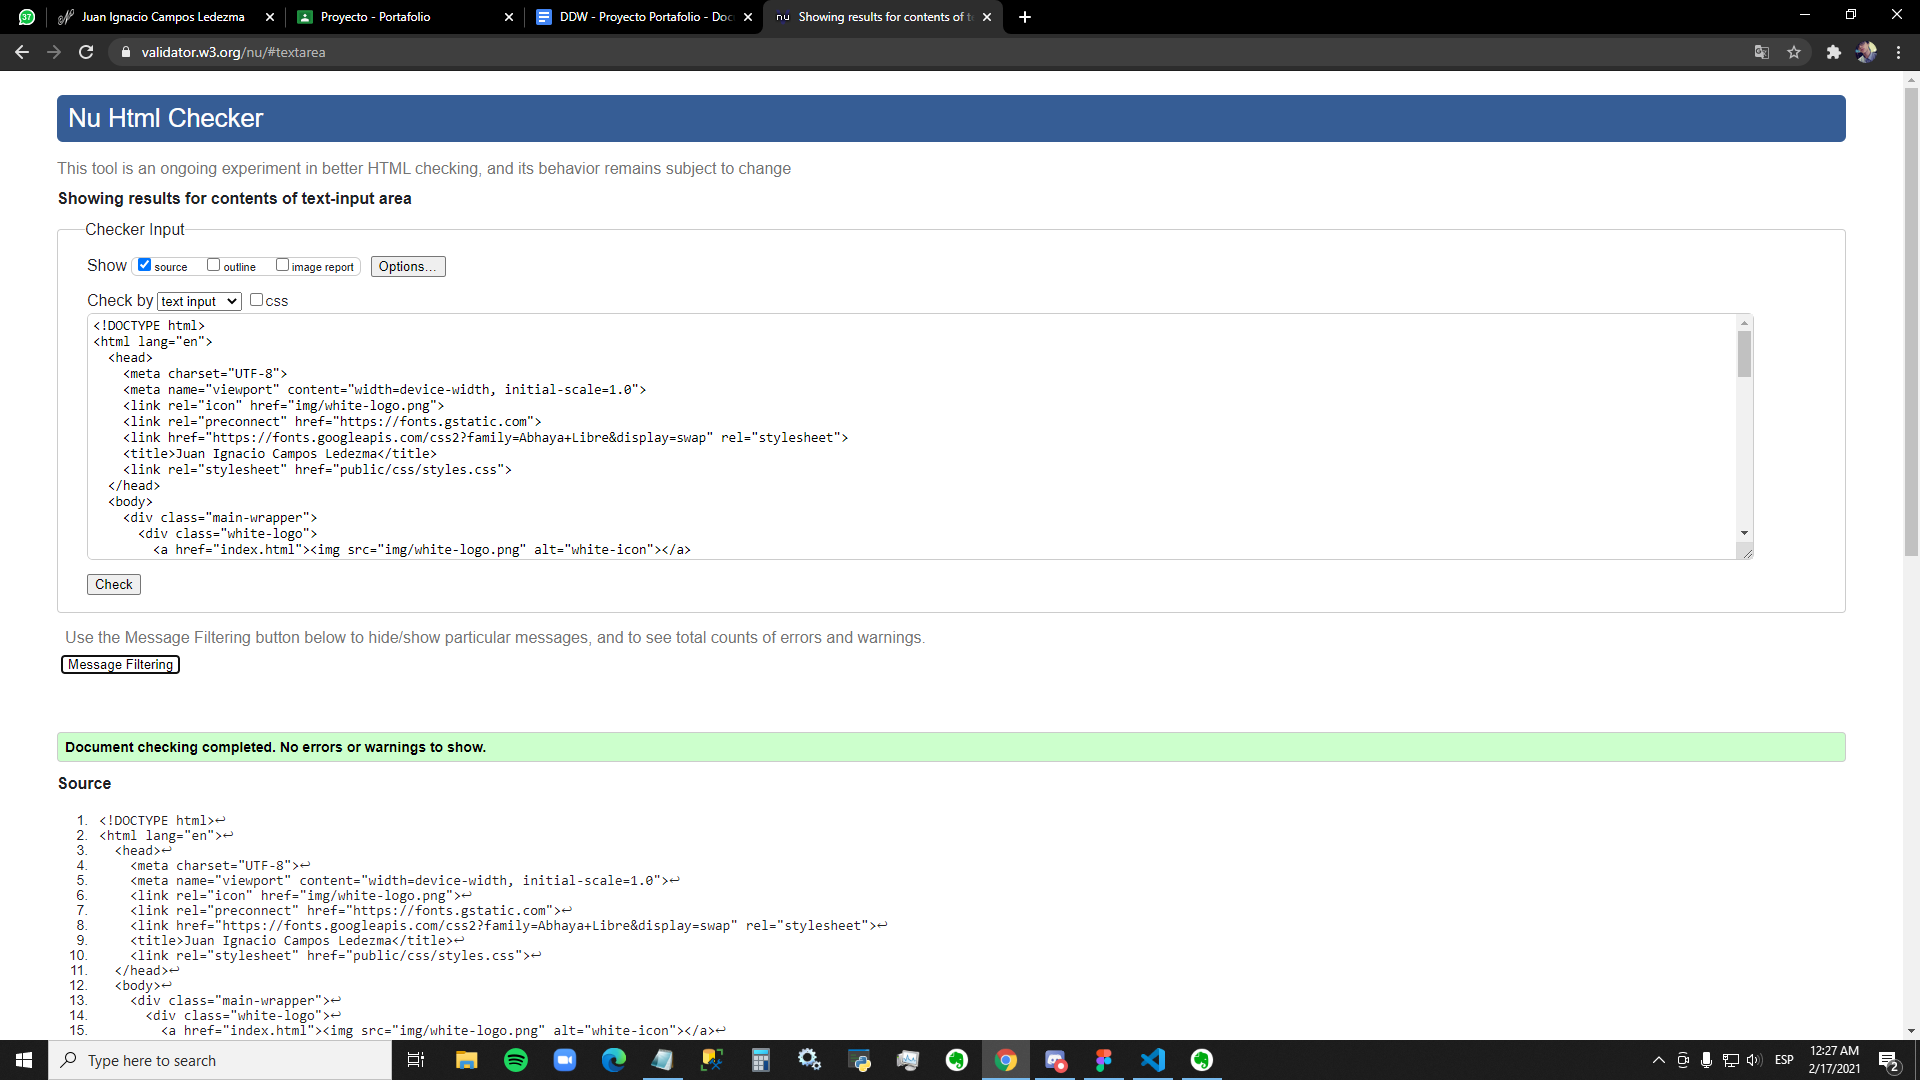 37
Juan Ignacio Campos Ledezma
Proyecto - Portafolio
DDW - Proyecto Portafolio - Doc
nu
Showing results for contents of t
validator.w3.org/nu/#textarea
Nu Html Checker
This tool is an ongoing experiment in better HTML checking, and its behavior remains subject to change
Showing results for contents of text-input area
Checker Input
Show source outline image report Options...
Check by text input css
<!DOCTYPE html>
<html lang="en">
<head>
<meta charset="UTF-8">
<meta name="viewport" content="width=device-width, initial-scale=1.0">
<link rel="icon" href="img/white-logo.png">
<link rel="preconnect" href="https://fonts.gstatic.com">
<link href="https://fonts.googleapis.com/css2?family=Abhaya+Libre&display=swap" rel="stylesheet">
<title>Juan Ignacio Campos Ledezma</title>
<link rel="stylesheet" href="public/css/styles.css">
</head>
<body>
<div class="main-wrapper">
<div class="white-logo">
<a href="index.html"><img src="img/white-logo.png" alt="white-icon"></a>
Check
Use the Message Filtering button below to hide/show particular messages, and to see total counts of errors and warnings.
Message Filtering
Document checking completed. No errors or warnings to show.
Source
1. <!DOCTYPE html>↩
2. <html lang="en">↩
3. <head>↩
4. <meta charset="UTF-8">↩
5. <meta name="viewport" content="width=device-width, initial-scale=1.0">↩
6. <link rel="icon" href="img/white-logo.png">↩
7. <link rel="preconnect" href="https://fonts.gstatic.com">↩
8. <link href="https://fonts.googleapis.com/css2?family=Abhaya+Libre&display=swap" rel="stylesheet">↩
9. <title>Juan Ignacio Campos Ledezma</title>↩
10. <link rel="stylesheet" href="public/css/styles.css">↩
11. </head>↩
12. <body>↩
13. <div class="main-wrapper">↩
14. <div class="white-logo">↩
15. <a href="index.html"><img src="img/white-logo.png" alt="white-icon"></a>↩
Type here to search
ESP
12:27 AM
2/17/2021
2